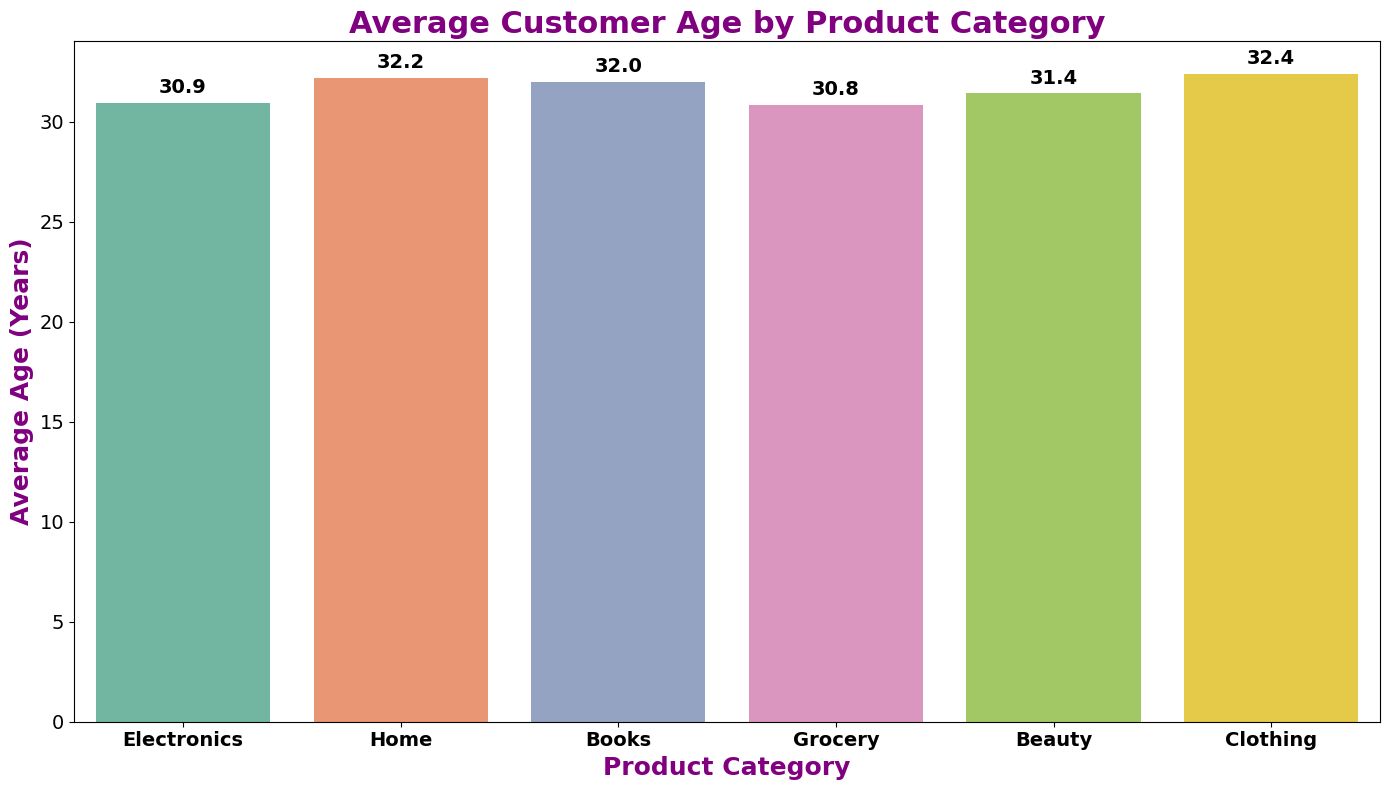 Average Customer Age by Product Category
30.9
32.2
32.0
30.8
31.4
32.4
Average Age (Years)
30
25
20
15
10
5
0
Electronics
Home
Books
Grocery
Beauty
Clothing
Product Category